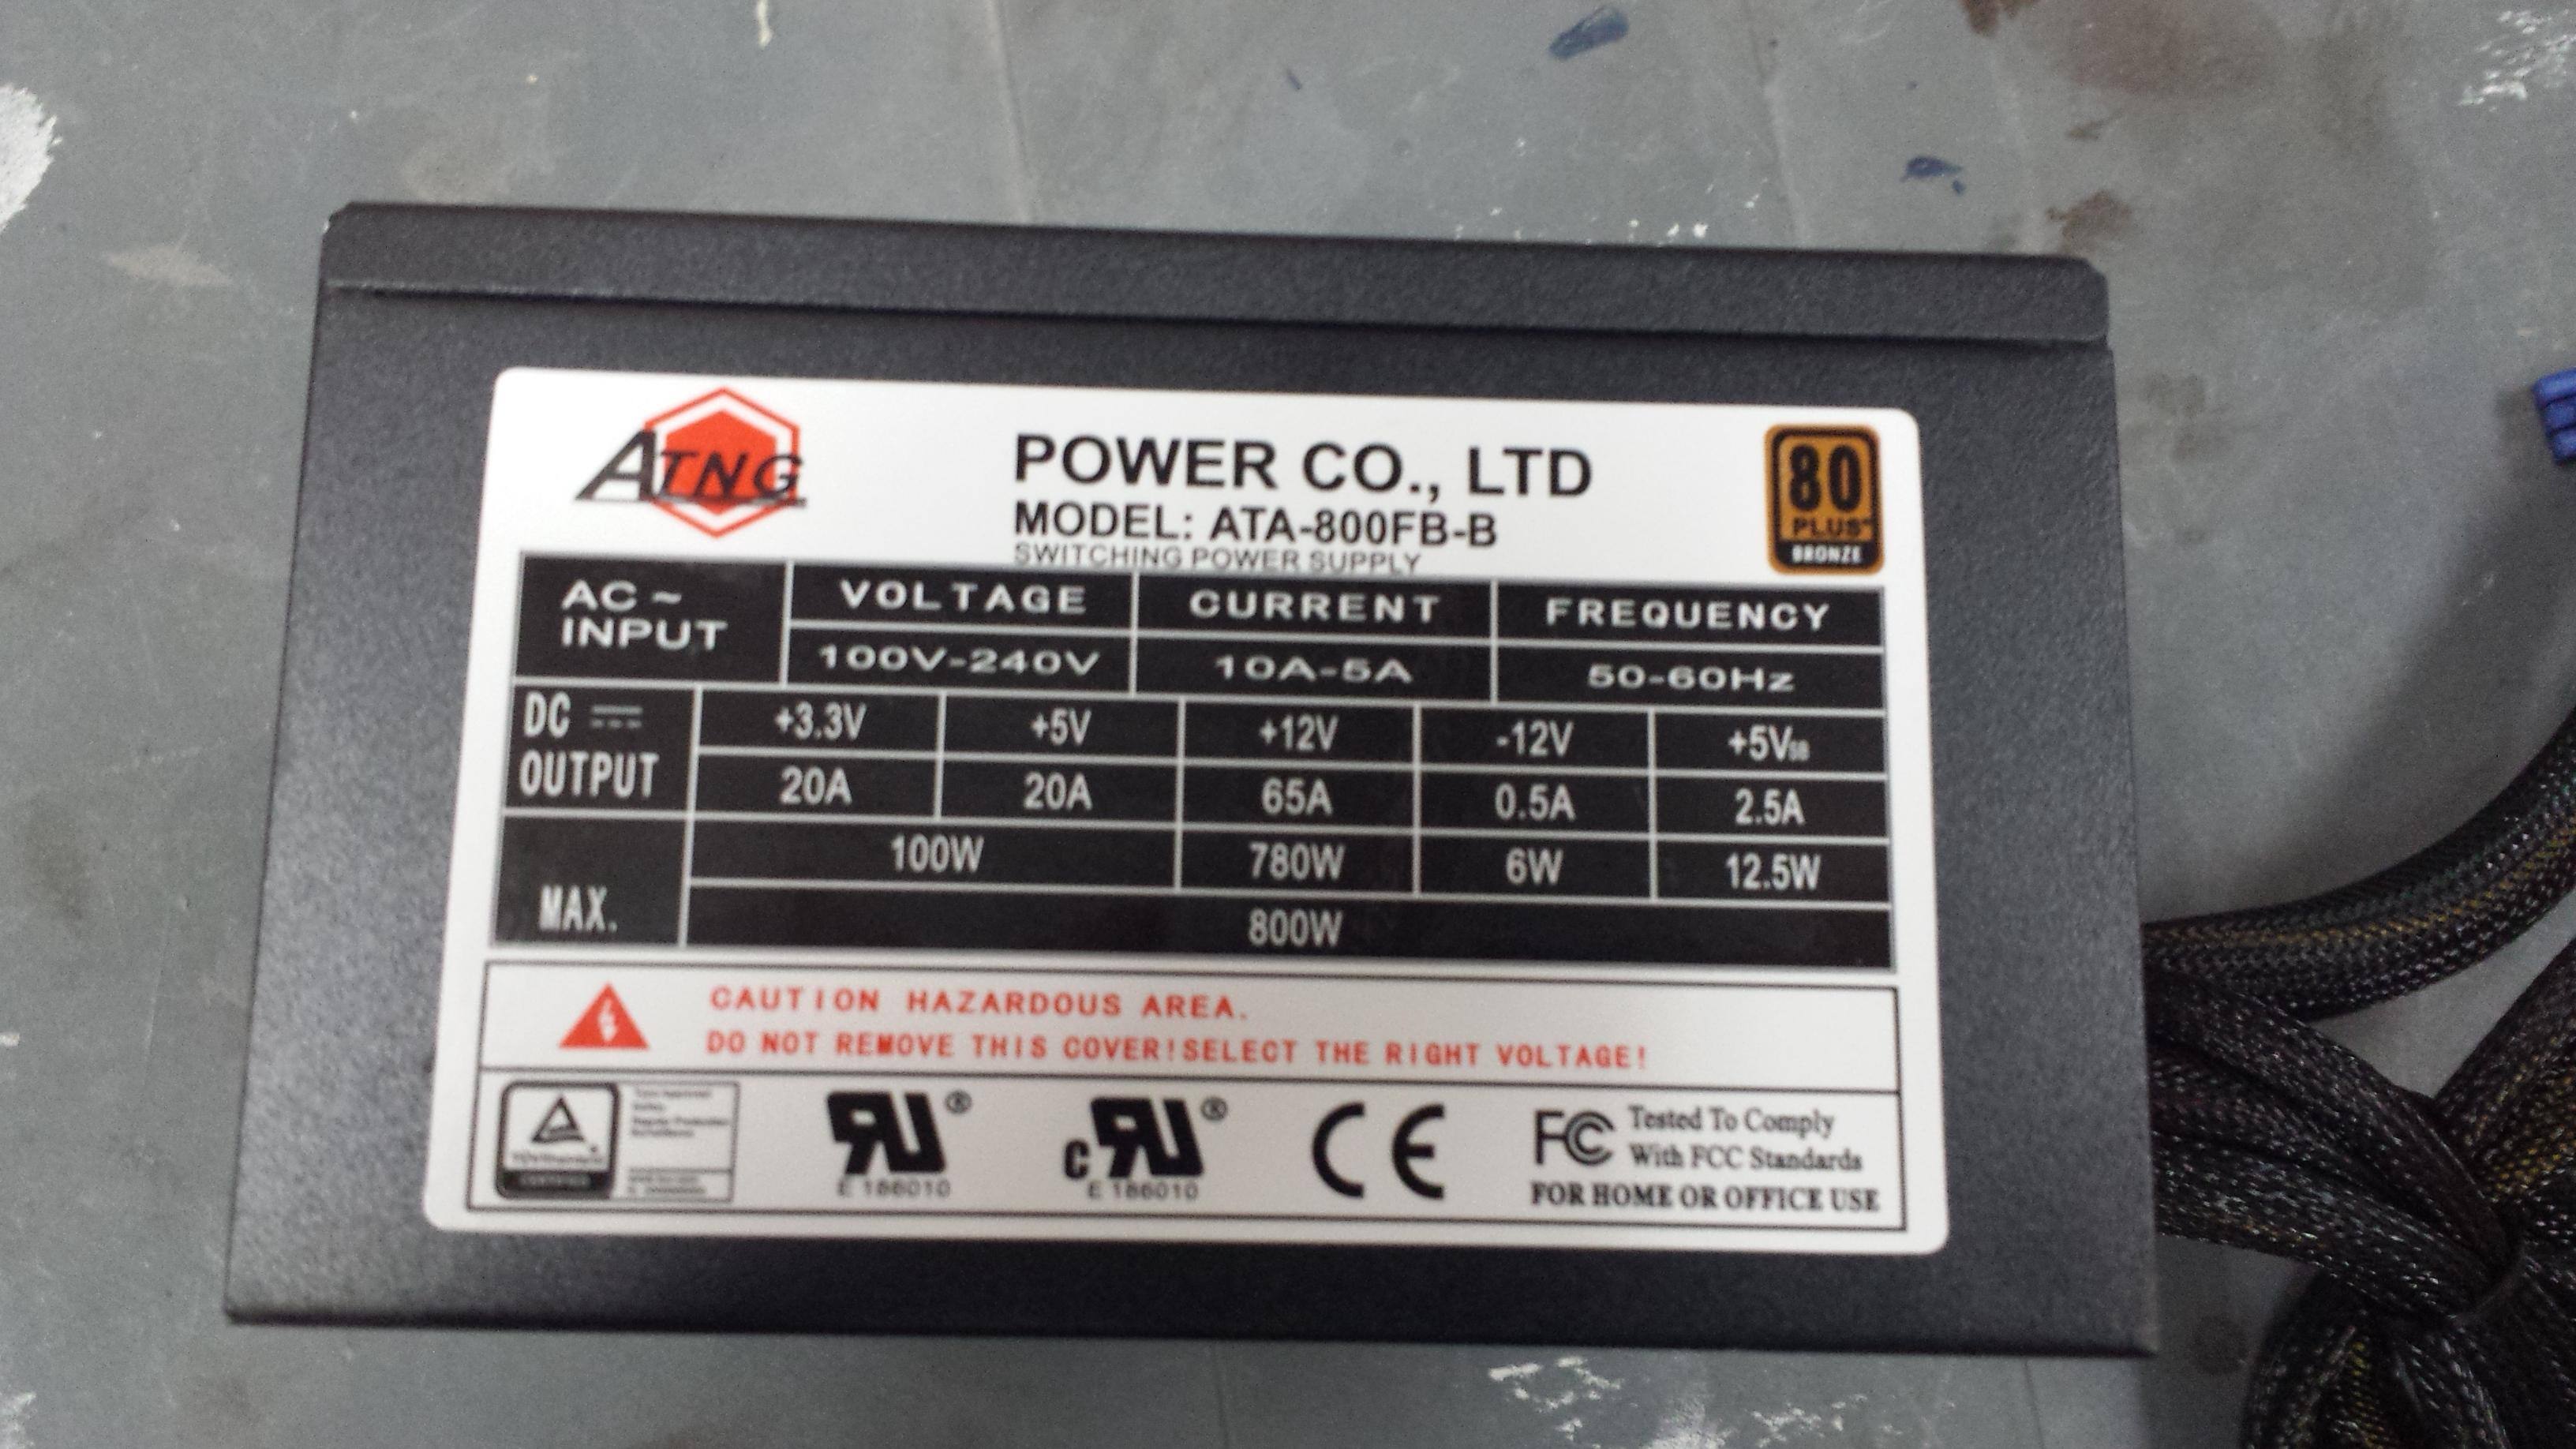 ATNG
POWER CO., LTD
MODEL: ATA-800FB-B
SWITCHING POWER SUPPLY
80
PLUS
BRONZE
AC ~ INPUT
VOLTAGE CURRENT FREQUENCY
100V-240V 10A-5A 50-60Hz
DC OUTPUT
+3.3V +5V +12V -12V +5VSB
20A 20A 65A 0.5A 2.5A
MAX.
100W 780W 6W 12.5W
800W
CAUTION HAZARDOUS AREA.
DO NOT REMOVE THIS COVER!SELECT THE RIGHT VOLTAGE!
CERTIFIED
RU®
E 186010
cRU®
E 186010
CE
FC Tested To Comply
With FCC Standards
FOR HOME OR OFFICE USE